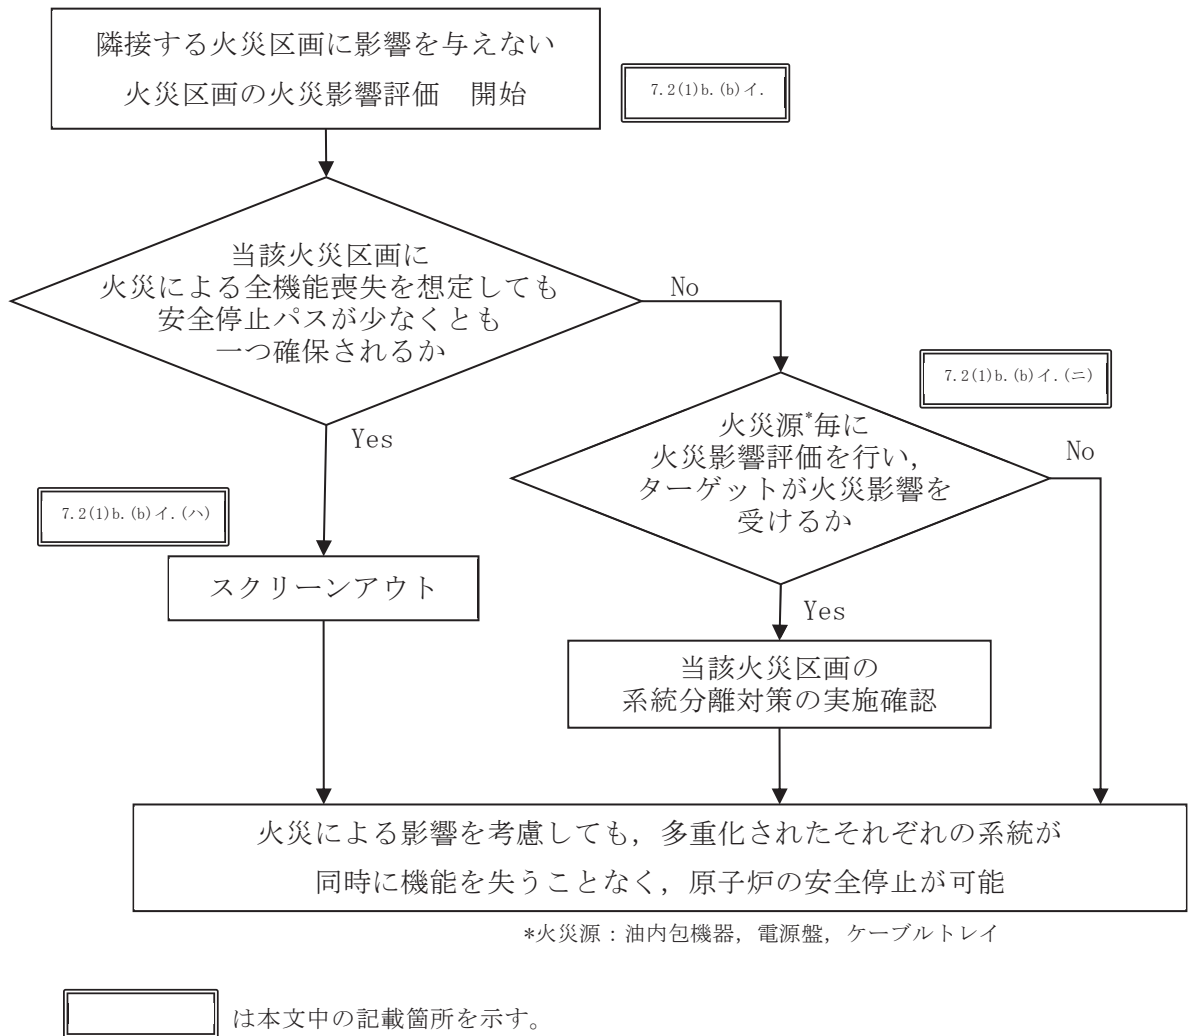 隣接する火災区画に影響を与えない
火災区画の火災影響評価　開始
7.2(1)b.(b)イ.
当該火災区画に
火災による全機能喪失を想定しても
安全停止パスが少なくとも
一つ確保されるか
No
Yes
7.2(1)b.(b)イ.(ニ)
火災源*毎に
火災影響評価を行い，
ターゲットが火災影響を
受けるか
No
Yes
7.2(1)b.(b)イ.(ハ)
スクリーンアウト
当該火災区画の
系統分離対策の実施確認
火災による影響を考慮しても，多重化されたそれぞれの系統が
同時に機能を失うことなく，原子炉の安全停止が可能
*火災源：油内包機器，電源盤，ケーブルトレイ
は本文中の記載箇所を示す。